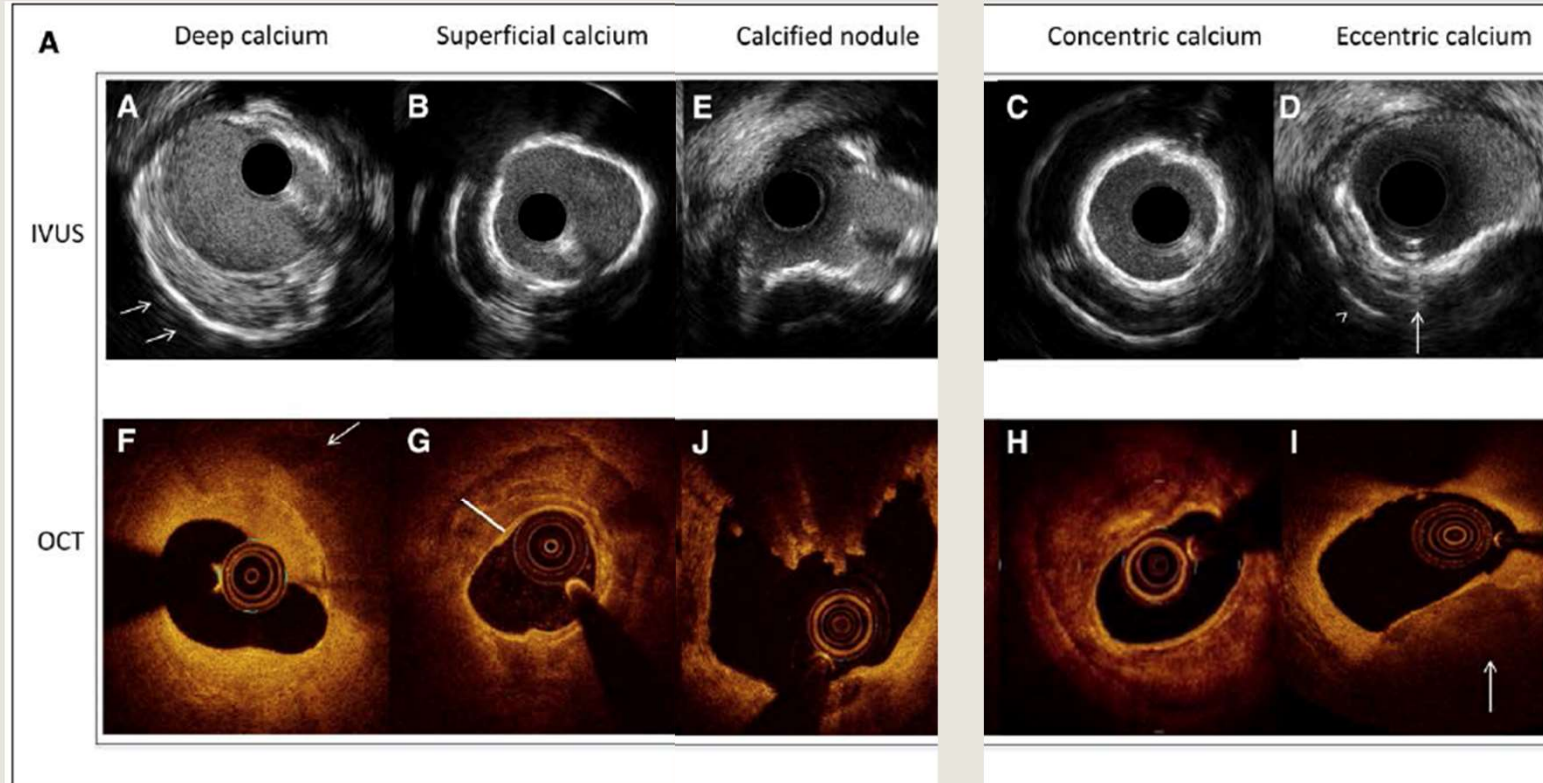 A
Deep calcium Superficial calcium Calcified nodule Concentric calcium Eccentric calcium
IVUS
A B E C D
OCT
F G J H I